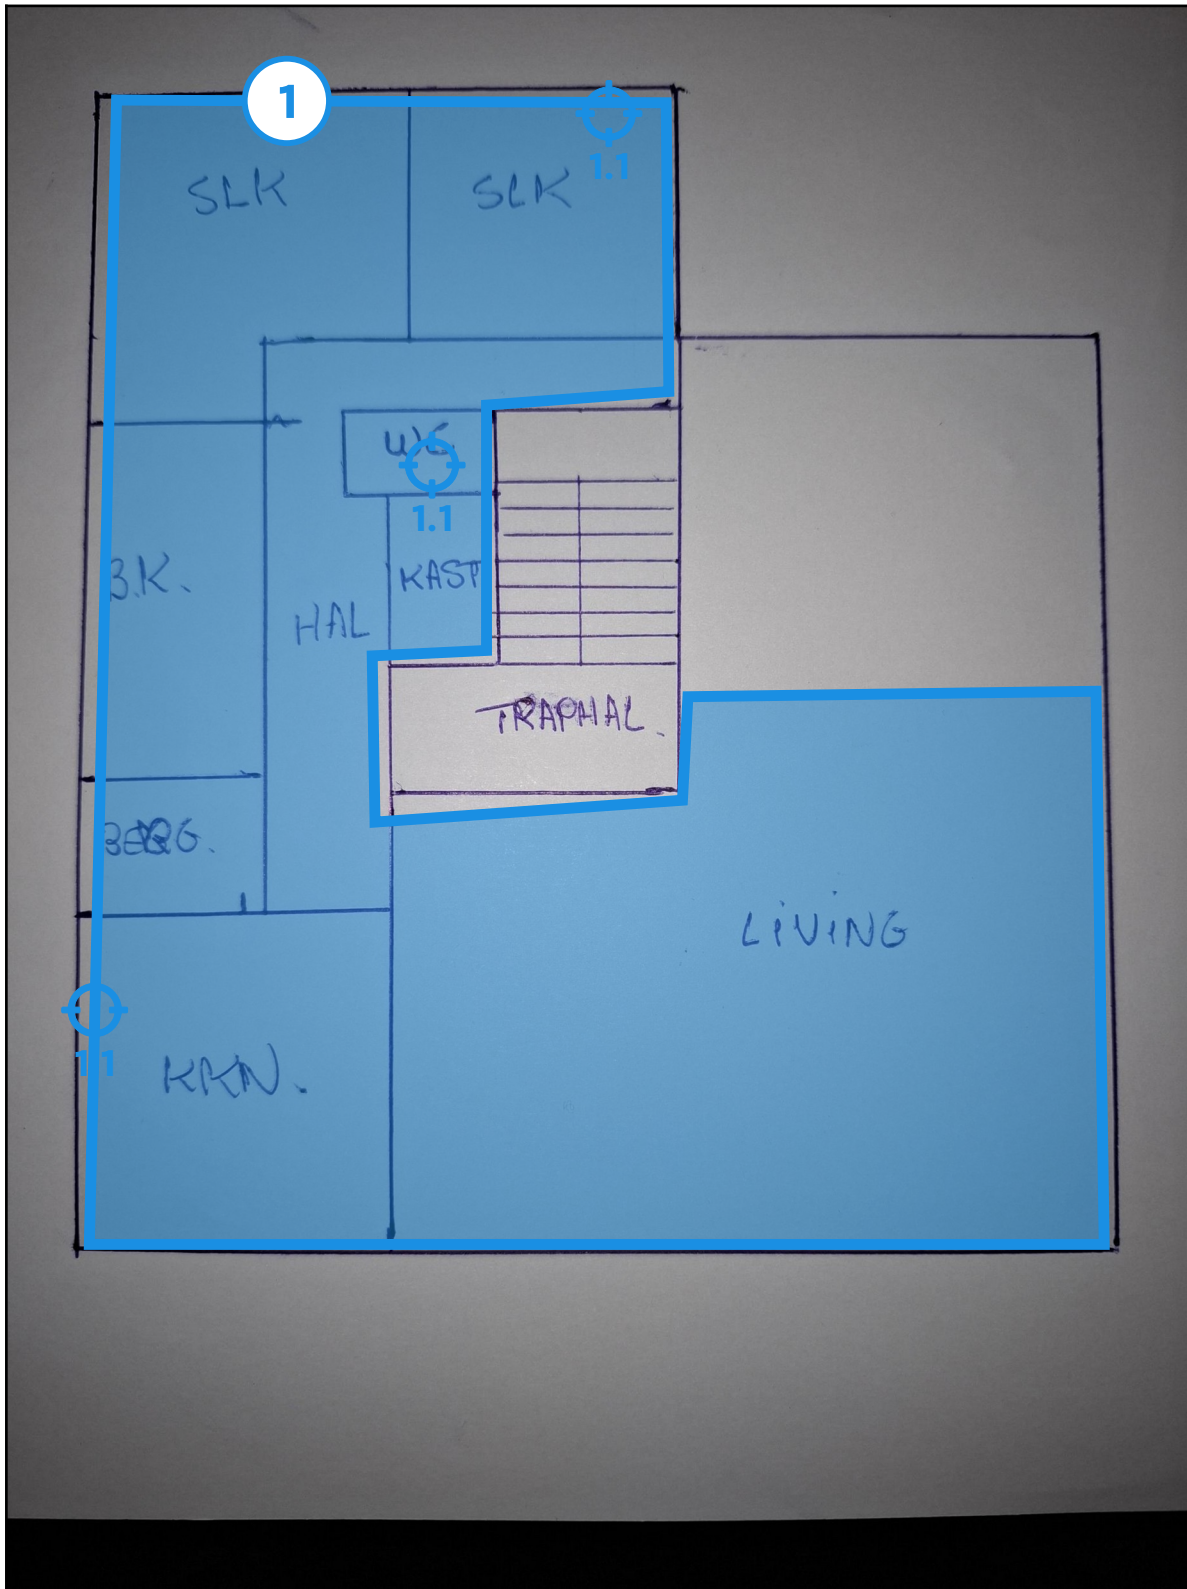 1
SLK
SLK
1.1
WC
1.1
KAST
B.K.
HAL
TRAPHAL.
BERG.
LIVING
1.1
KKN.